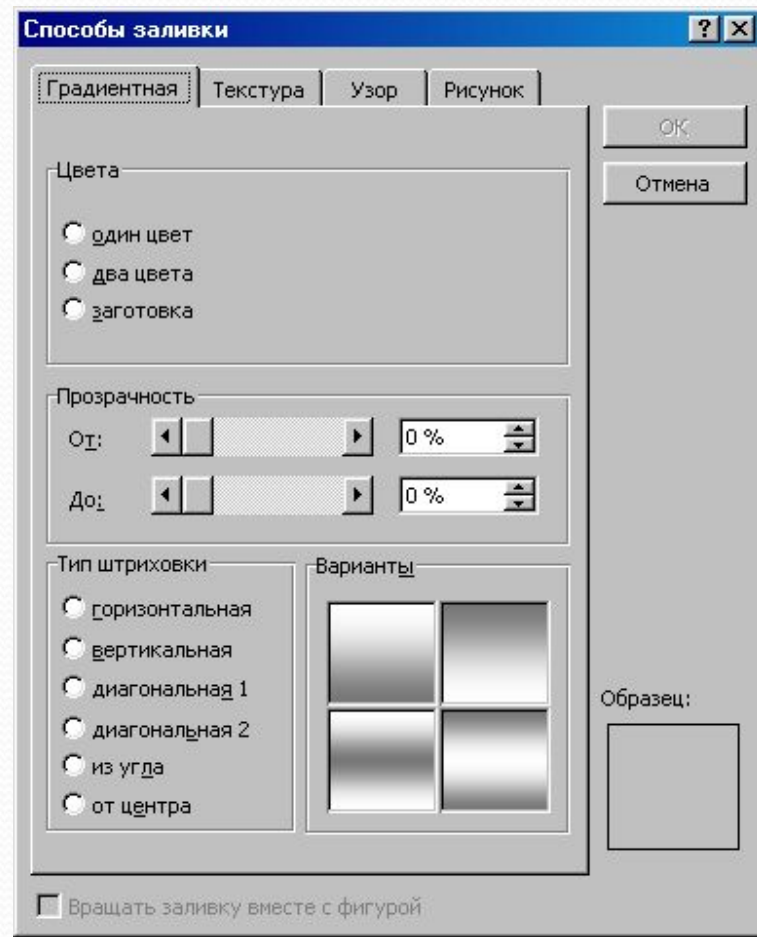 Способы заливки
Градиентная Текстура Узор Рисунок
ОК
Отмена
Цвета
один цвет
два цвета
заготовка
Прозрачность
От: 0 %
До: 0 %
Тип штриховки
горизонтальная
вертикальная
диагональная 1
диагональная 2
из угла
от центра
Варианты
Образец:
Вращать заливку вместе с фигурой